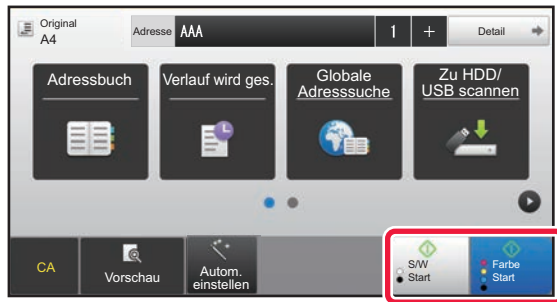 Original
A4
Adresse AAA 1 + Detail
Adressbuch
Verlauf wird ges.
Globale
Adresssuche
Zu HDD/
USB scannen
CA
Vorschau
Autom.
einstellen
S/W
Start
Farbe
Start